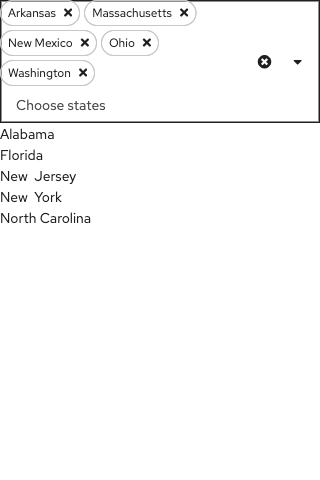 Arkansas Massachusetts
New Mexico Ohio
Washington
Choose states
Alabama
Florida
New Jersey
New York
North Carolina